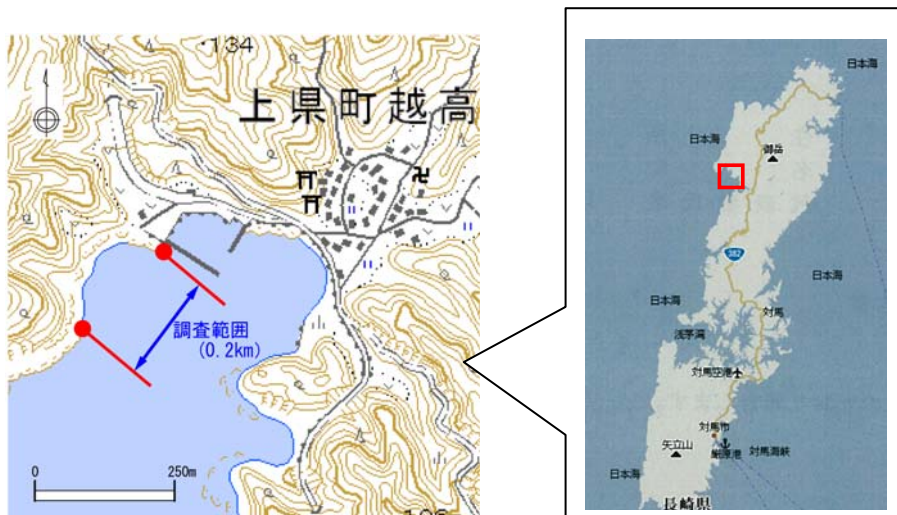 134
上県町越高
調査範囲
(0.2km)
0
250m
日本海
日本海
御岳
382
日本海
日本海
対馬
浅茅湾
対馬空港
対馬市
厳原港
対馬海峡
矢立山
日本海
長崎県